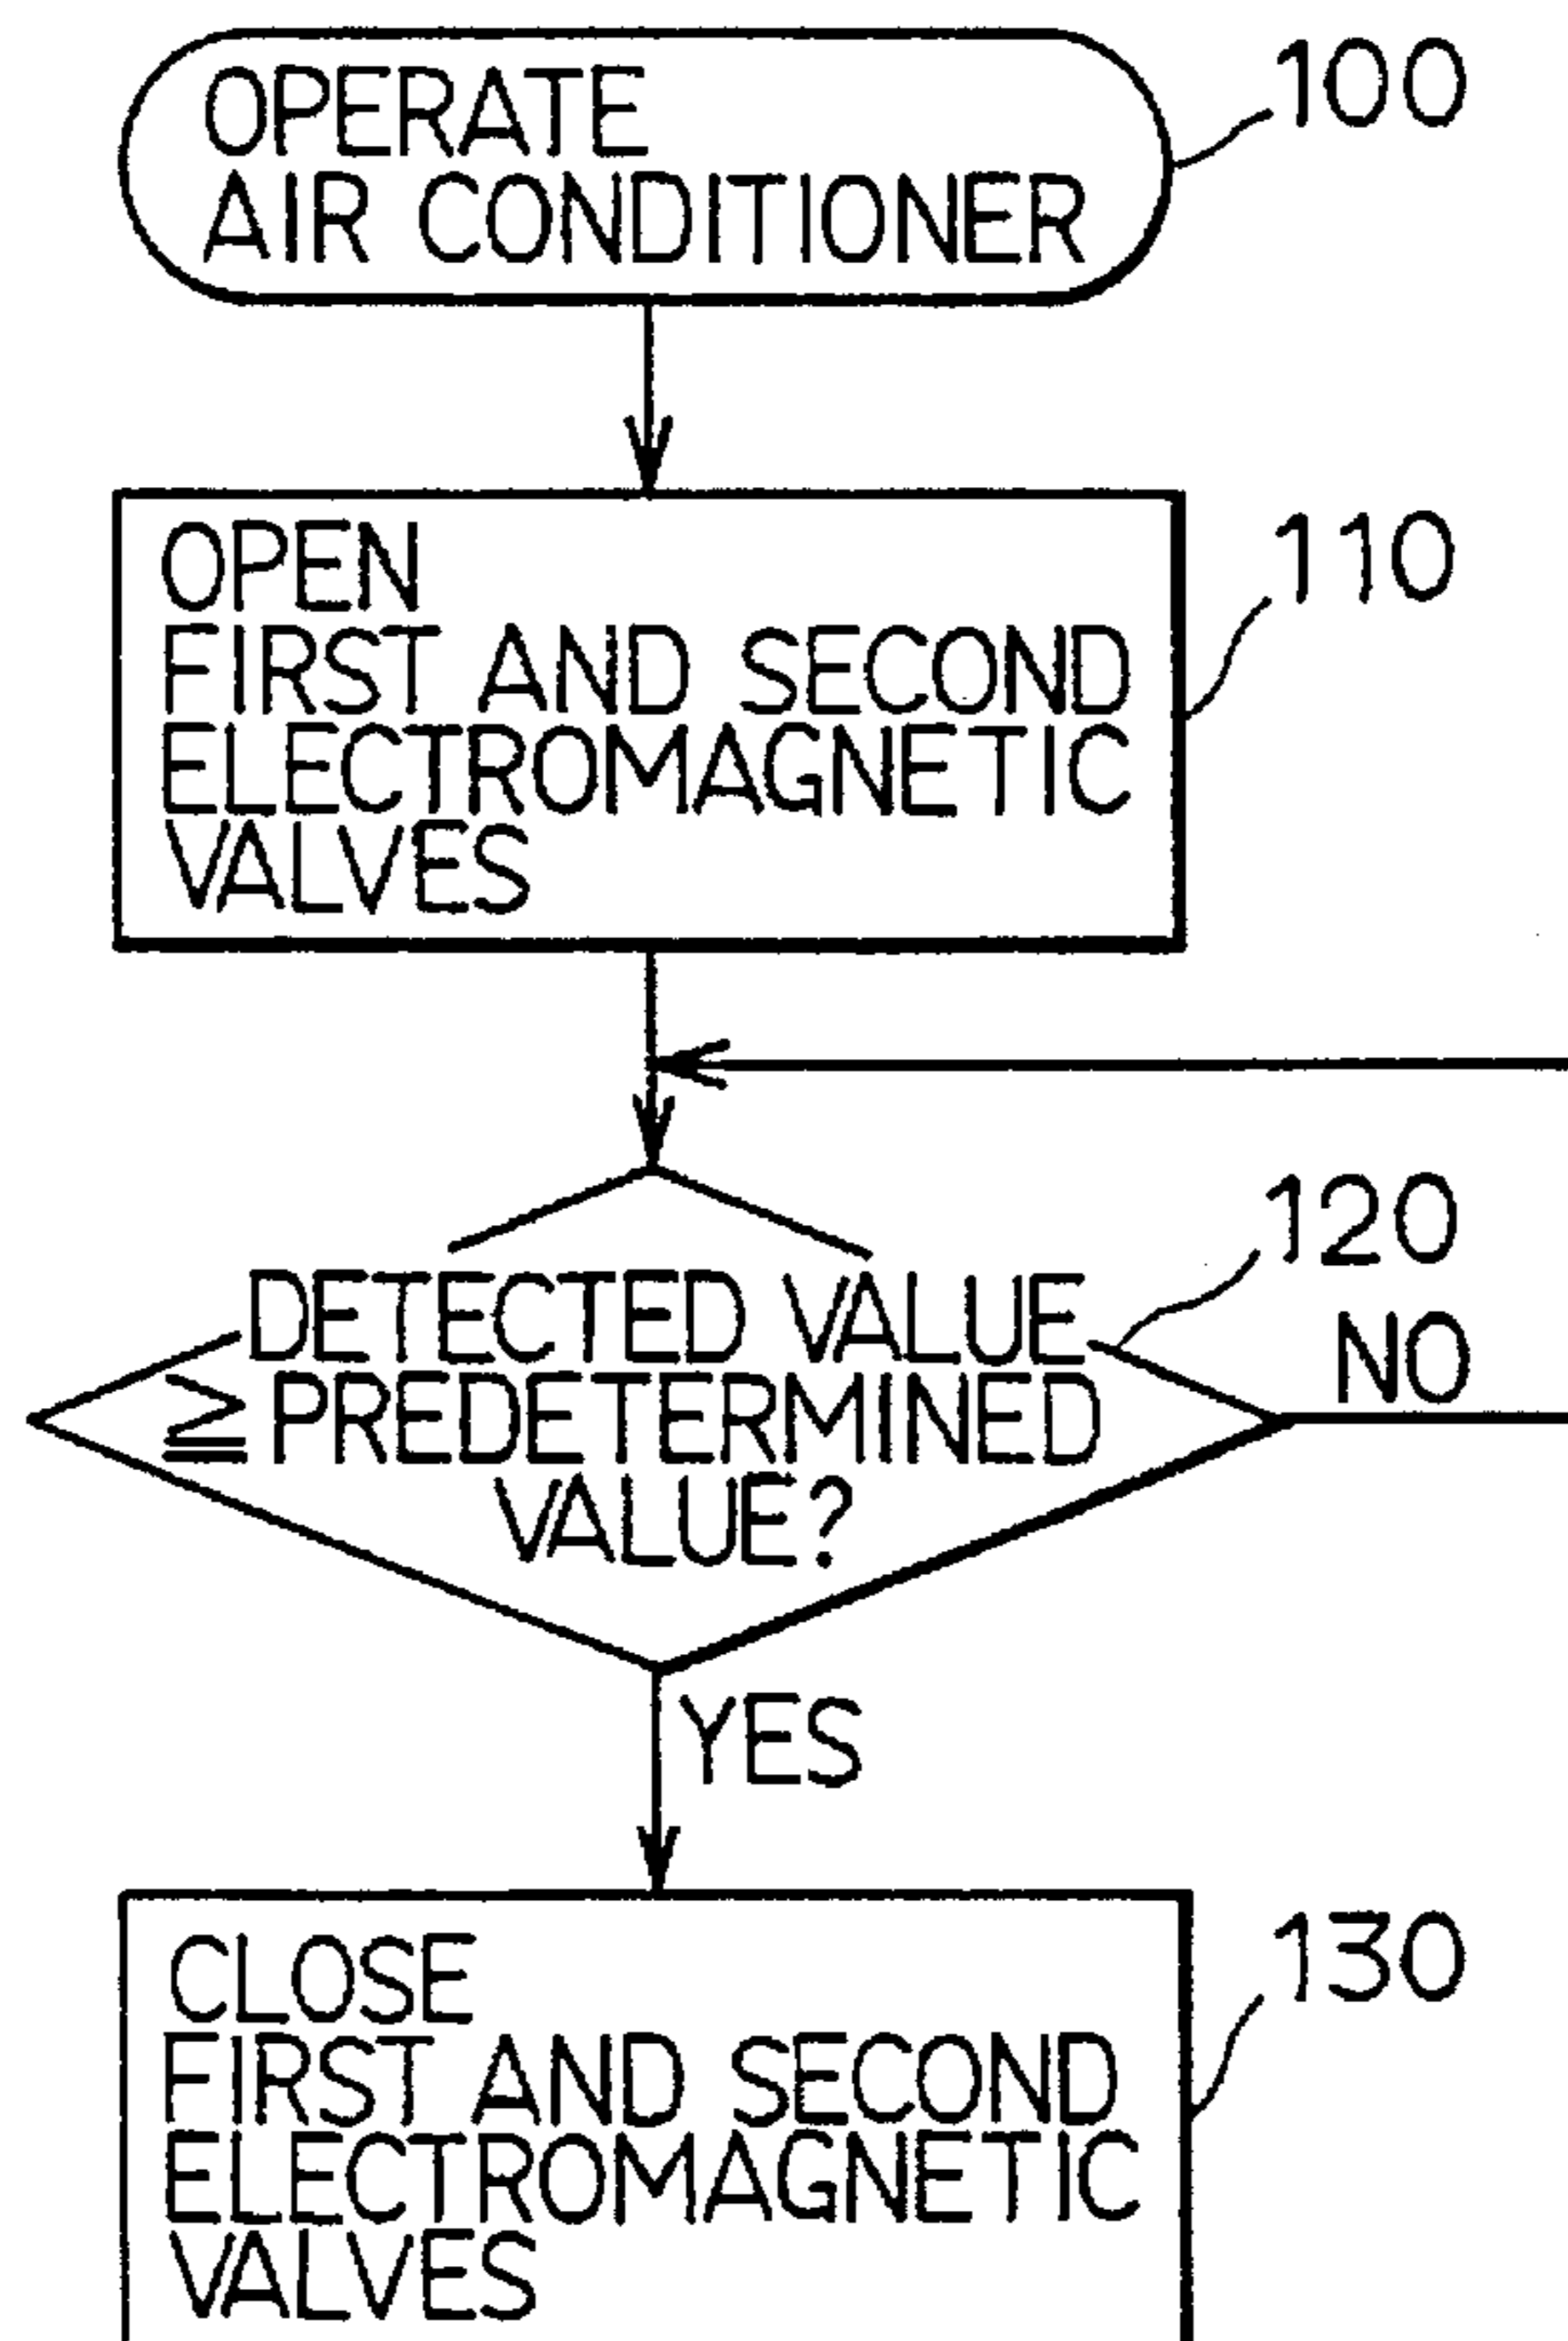 OPERATE
AIR CONDITIONER
100
OPEN
FIRST AND SECOND
ELECTROMAGNETIC
VALVES
110
DETECTED VALUE
≧PREDETERMINED
VALUE?
120
NO
YES
CLOSE
FIRST AND SECOND
ELECTROMAGNETIC
VALVES
130